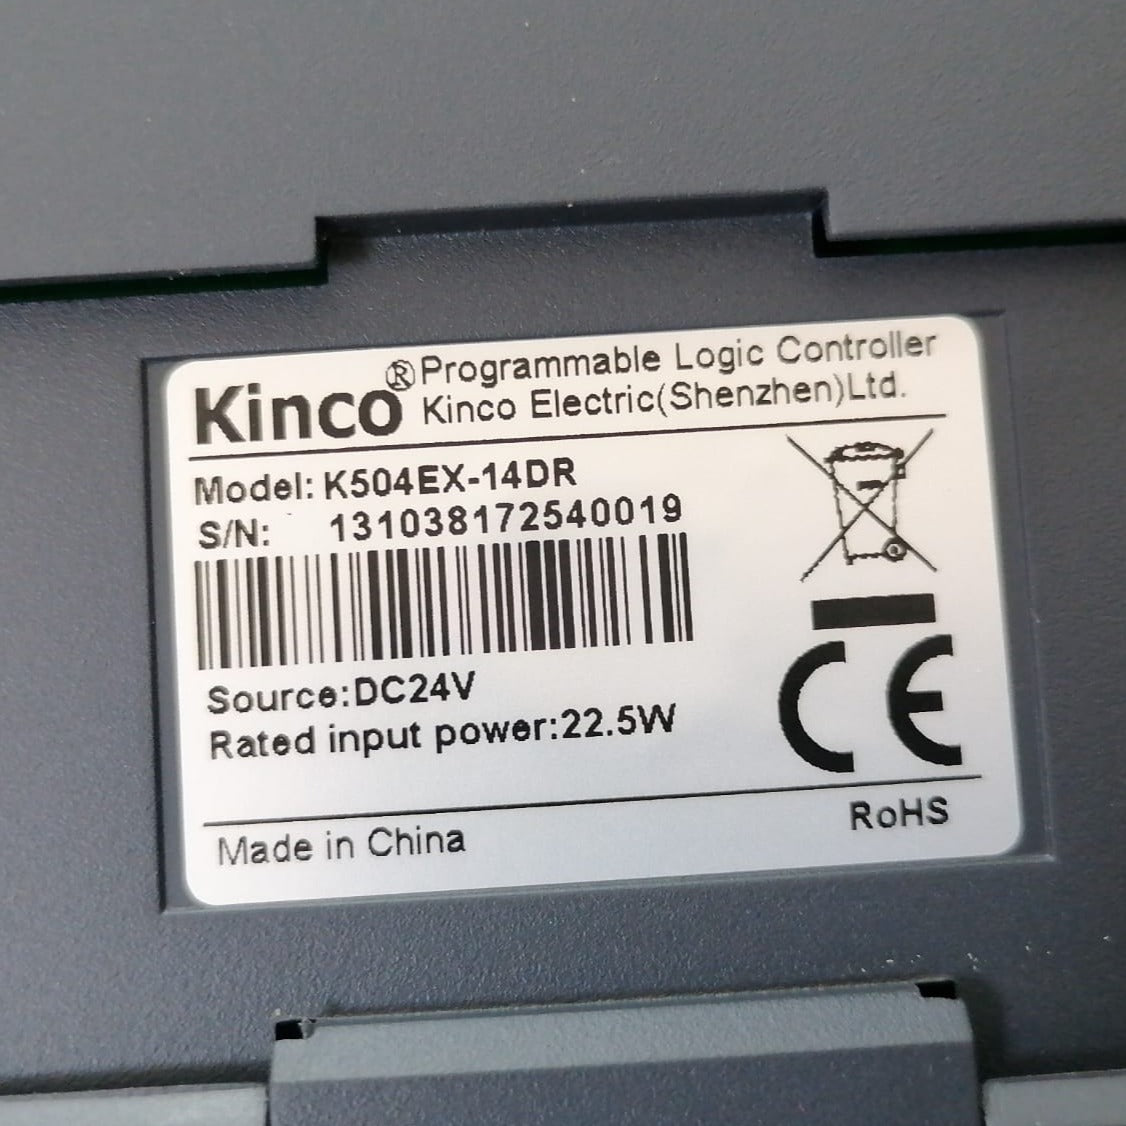 Kinco® Programmable Logic Controller
Kinco Electric(Shenzhen)Ltd.
Model: K504EX-14DR
S/N: 131038172540019
Source:DC24V
Rated input power:22.5W
CE
RoHS
Made in China